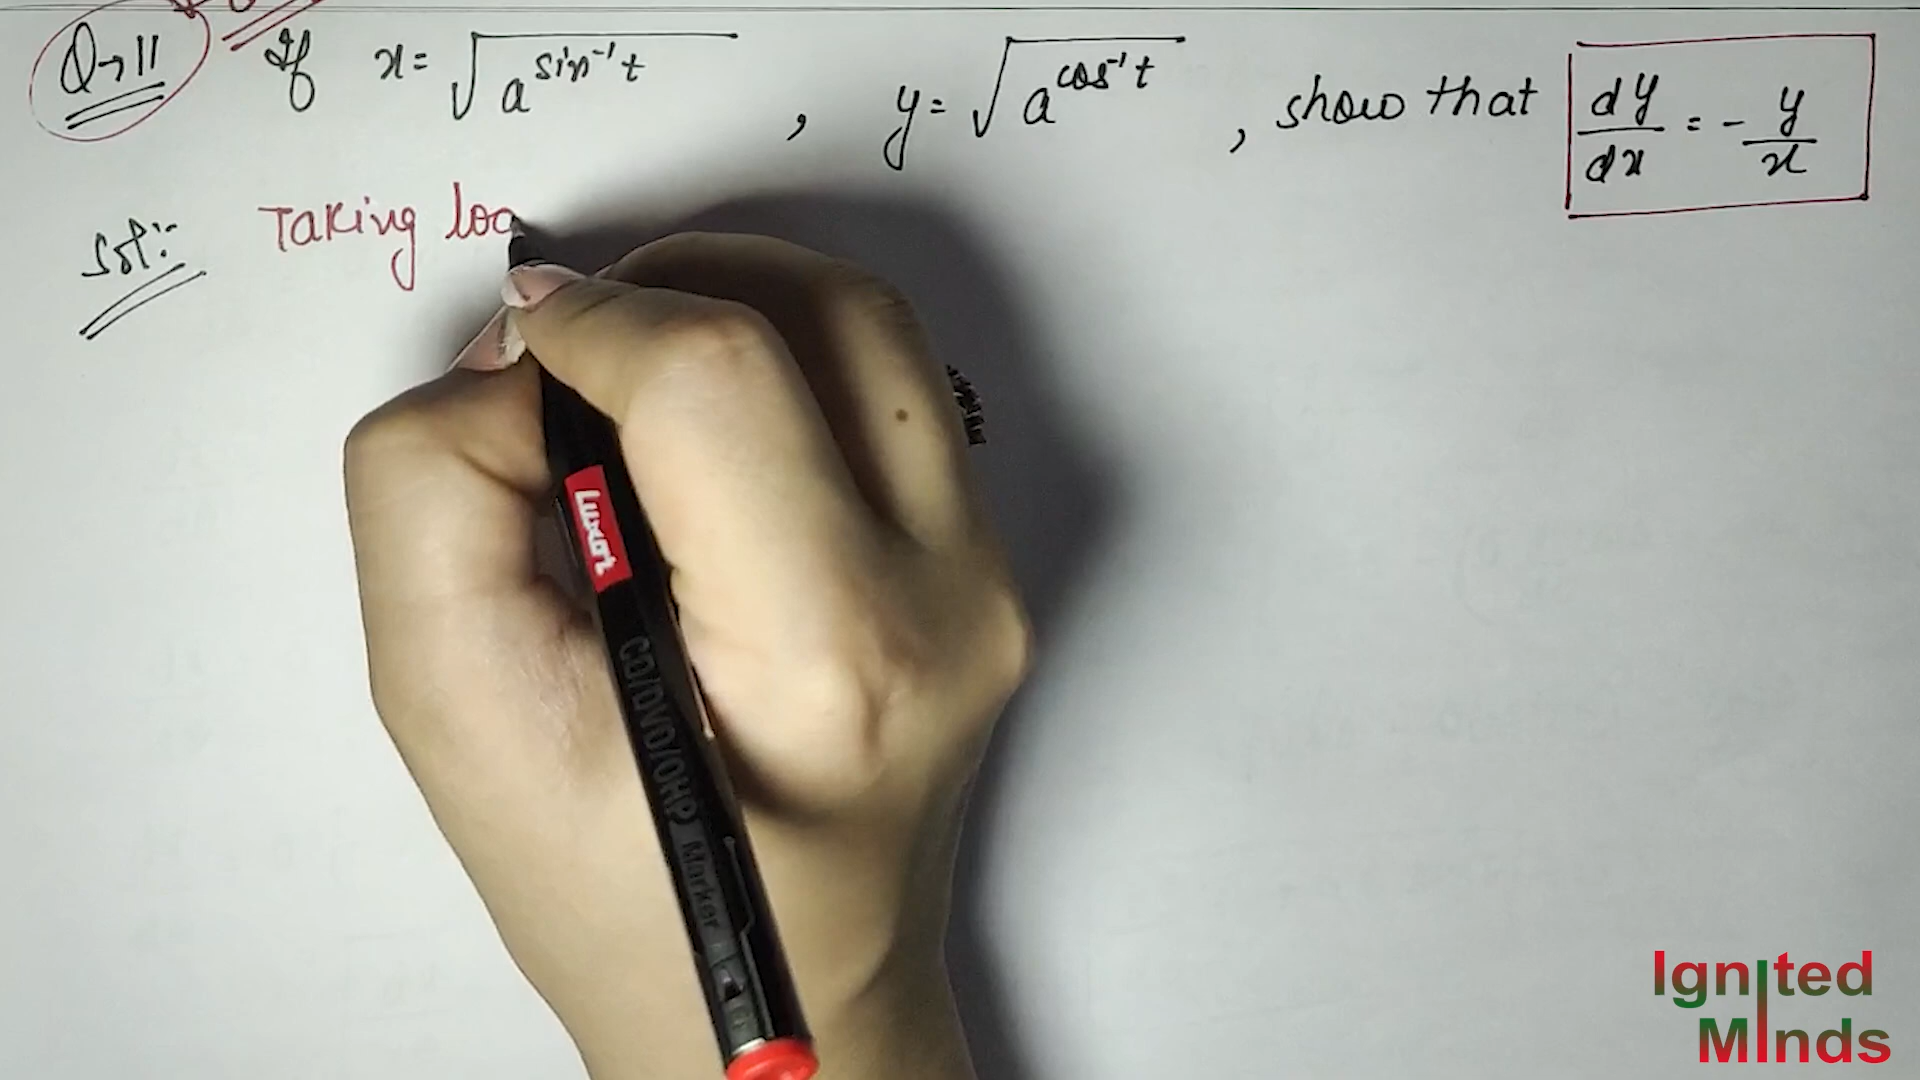 Q→11 If x = √a^sin⁻¹t , y = √a^cos⁻¹t , show that dy/dx = - y/x
Sol:- Taking log
Luxor
CD/DVD/OHP Marker
Ignited
Minds